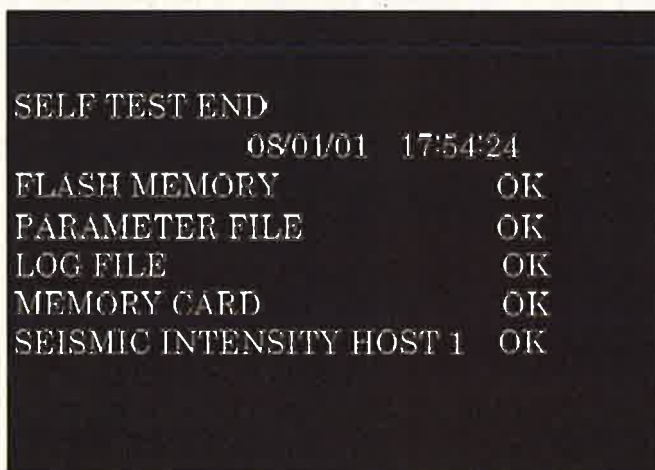 SELF TEST END
08/01/01 17:54:24
FLASH MEMORY OK
PARAMETER FILE OK
LOG FILE OK
MEMORY CARD OK
SEISMIC INTENSITY HOST 1 OK